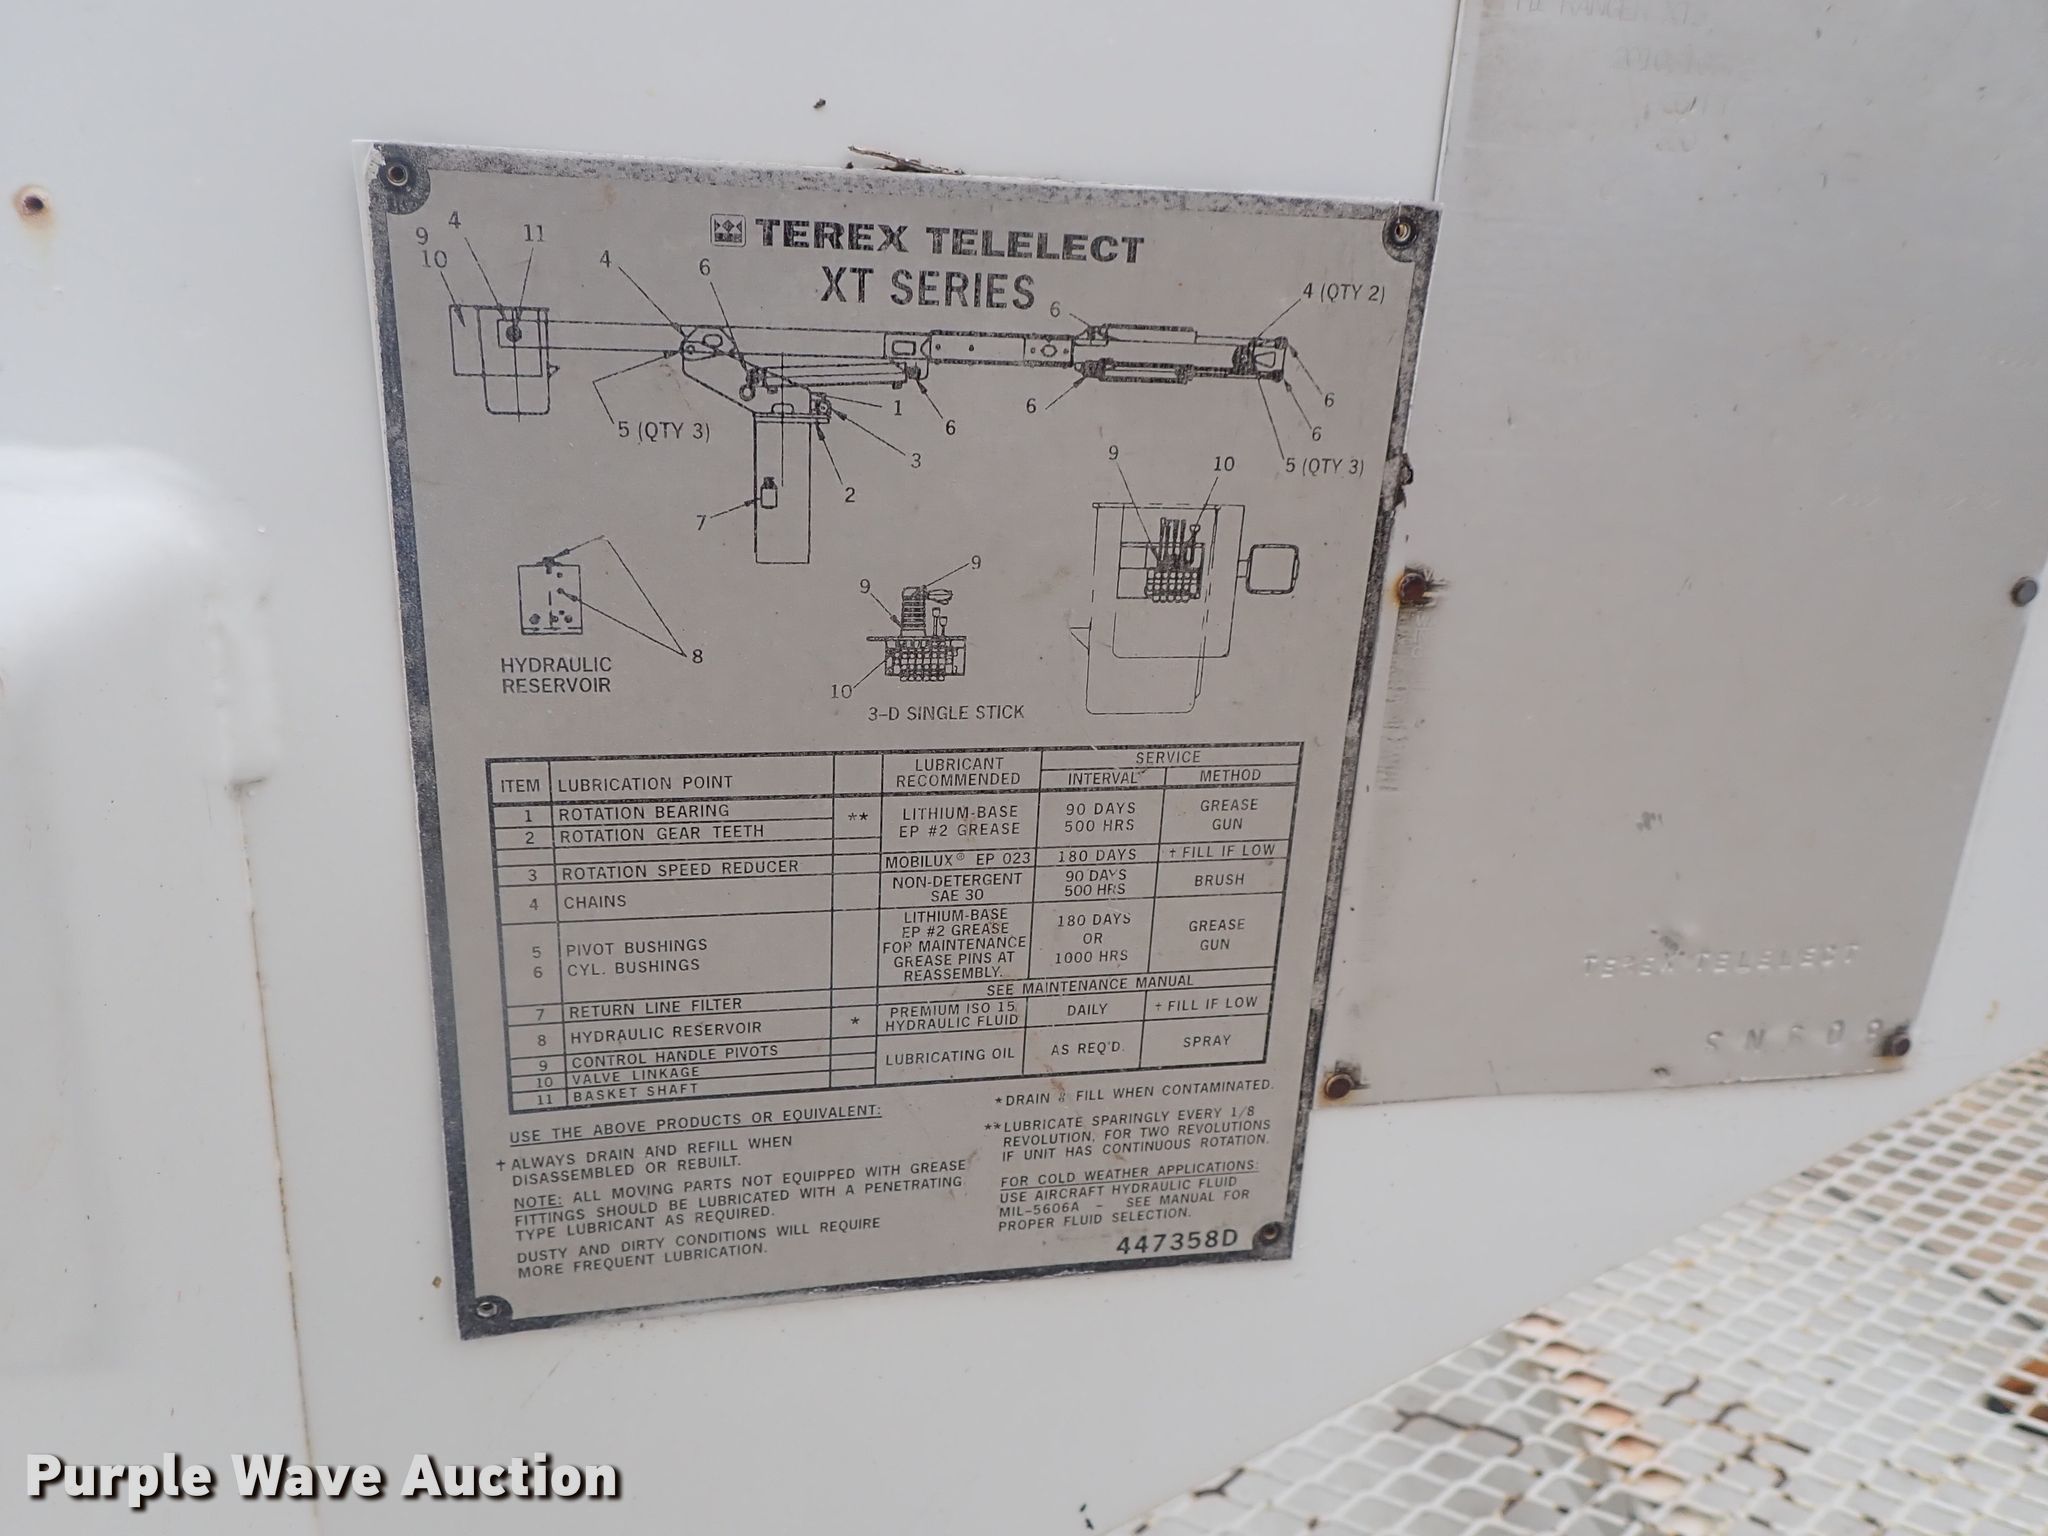 TEREX TELELECT
XT SERIES
9
10
4
11
4
6
6
4 (QTY 2)
5 (QTY 3)
1
6
3
2
7
6
6
6
5 (QTY 3)
9
10
8
HYDRAULIC
RESERVOIR
9
9
10
3-D SINGLE STICK
ITEM LUBRICATION POINT LUBRICANT RECOMMENDED SERVICE INTERVAL METHOD
1 ROTATION BEARING
2 ROTATION GEAR TEETH
** LITHIUM-BASE EP #2 GREASE 90 DAYS 500 HRS GREASE GUN
3 ROTATION SPEED REDUCER MOBILUX® EP 023 180 DAYS † FILL IF LOW
4 CHAINS NON-DETERGENT SAE 30 90 DAYS 500 HRS BRUSH
5 PIVOT BUSHINGS
6 CYL. BUSHINGS
LITHIUM-BASE EP #2 GREASE FOR MAINTENANCE GREASE PINS AT REASSEMBLY. 180 DAYS OR 1000 HRS GREASE GUN
7 RETURN LINE FILTER SEE MAINTENANCE MANUAL
8 HYDRAULIC RESERVOIR * PREMIUM ISO 15 HYDRAULIC FLUID DAILY † FILL IF LOW
9 CONTROL HANDLE PIVOTS
10 VALVE LINKAGE
11 BASKET SHAFT
LUBRICATING OIL AS REQ'D. SPRAY
USE THE ABOVE PRODUCTS OR EQUIVALENT:
† ALWAYS DRAIN AND REFILL WHEN
DISASSEMBLED OR REBUILT.
NOTE: ALL MOVING PARTS NOT EQUIPPED WITH GREASE
FITTINGS SHOULD BE LUBRICATED WITH A PENETRATING
TYPE LUBRICANT AS REQUIRED.
DUSTY AND DIRTY CONDITIONS WILL REQUIRE
MORE FREQUENT LUBRICATION.
*DRAIN & FILL WHEN CONTAMINATED.
**LUBRICATE SPARINGLY EVERY 1/8
REVOLUTION, FOR TWO REVOLUTIONS
IF UNIT HAS CONTINUOUS ROTATION.
FOR COLD WEATHER APPLICATIONS:
USE AIRCRAFT HYDRAULIC FLUID
MIL-5606A - SEE MANUAL FOR
PROPER FLUID SELECTION.
447358D
TEREX TELELECT
Purple Wave Auction